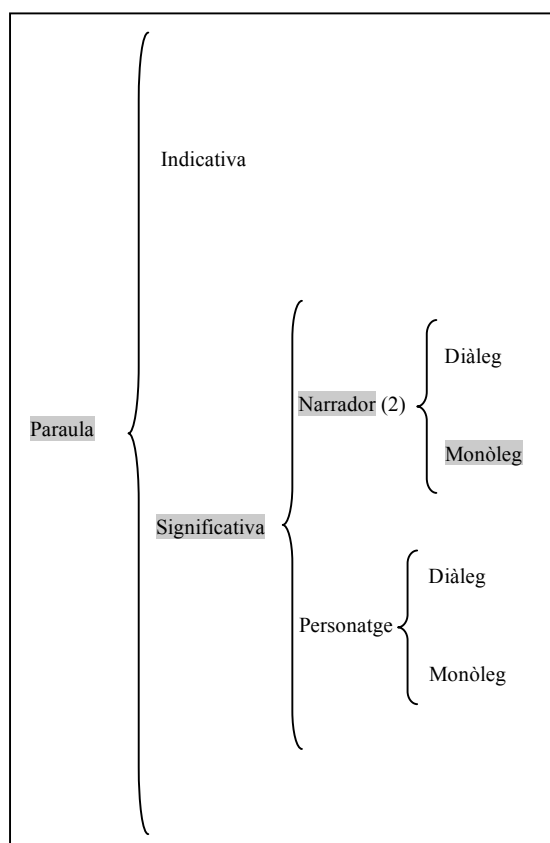 Indicativa
Diàleg
Narrador (2)
Paraula
Monòleg
Significativa
Diàleg
Personatge
Monòleg